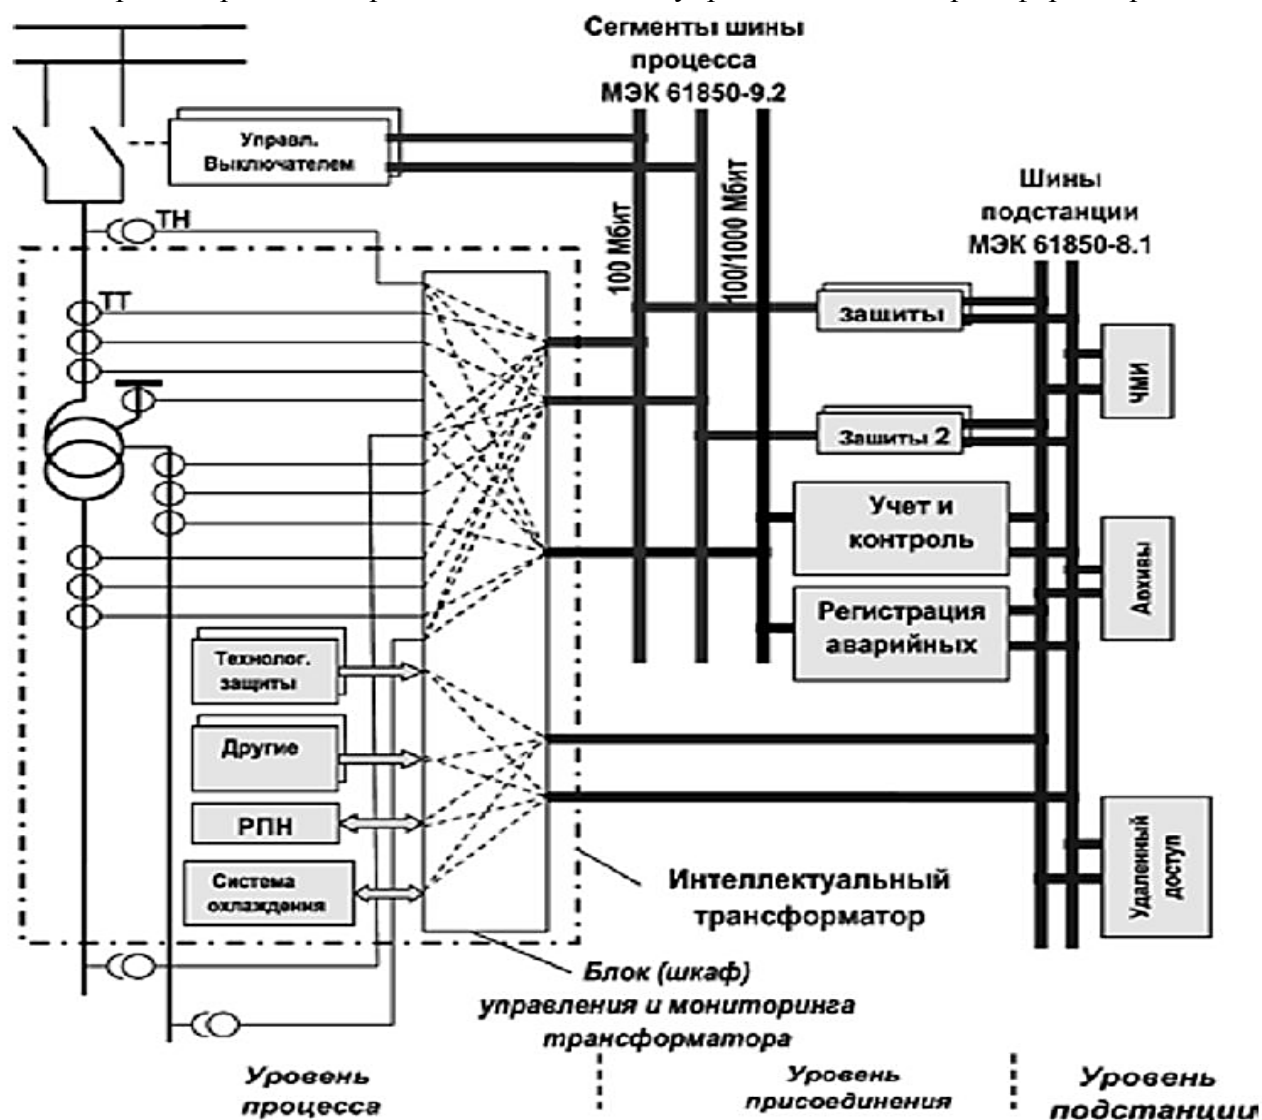 Сегменты шины
процесса
МЭК 61850-9.2
Управл.
Выключателем
100 Мбит
100/1000 Мбит
Шины
подстанции
МЭК 61850-8.1
ТН
ТТ
защиты
ЧМИ
Защиты 2
Учет и
контроль
Архивы
Регистрация
аварийных
Технолог.
защиты
Другие
РПН
Система
охлаждения
Удаленный
доступ
Интеллектуальный
трансформатор
Блок (шкаф)
управления и мониторинга
трансформатора
Уровень
процесса
Уровень
присоединения
Уровень
подстанции